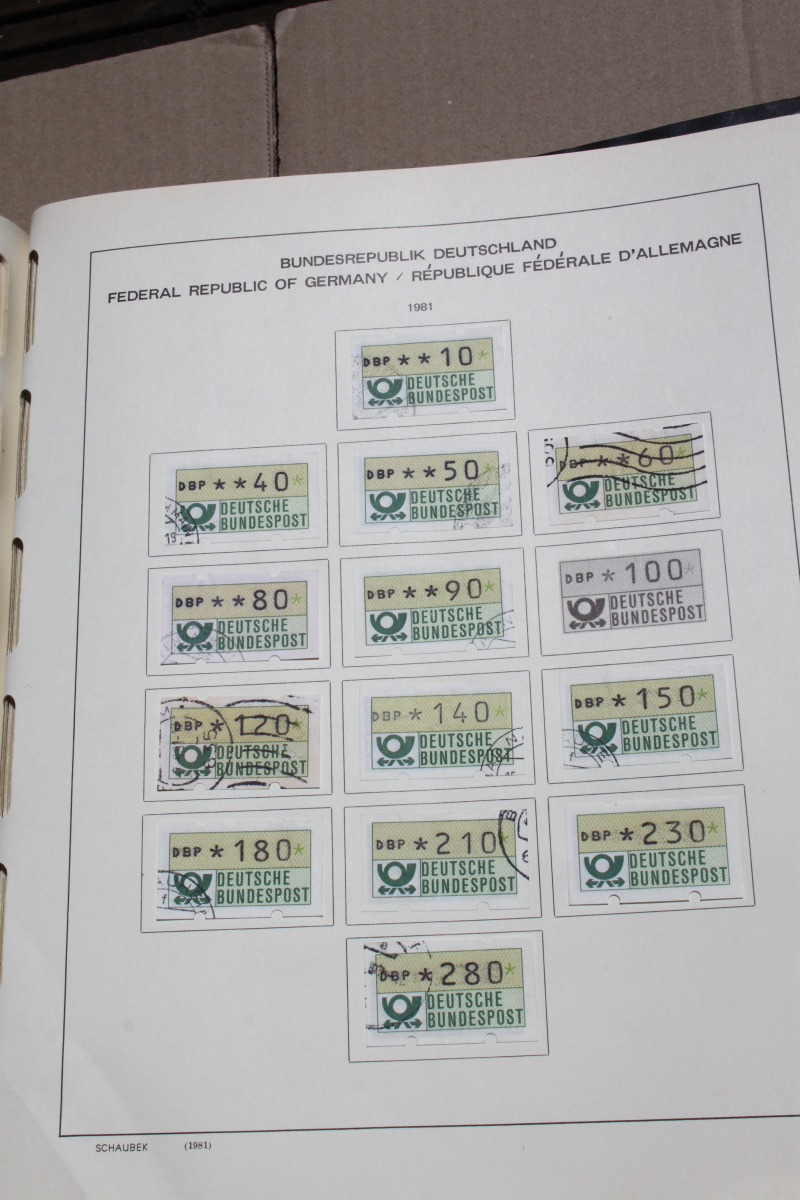 BUNDESREPUBLIK DEUTSCHLAND
FEDERAL REPUBLIC OF GERMANY / RÉPUBLIQUE FÉDÉRALE D'ALLEMAGNE
1981
DBP **10*
DEUTSCHE
BUNDESPOST
DBP **40*
DEUTSCHE
BUNDESPOST
DBP **50*
DEUTSCHE
BUNDESPOST
DBP **60*
DEUTSCHE
BUNDESPOST
DBP **80*
DEUTSCHE
BUNDESPOST
DBP **90*
DEUTSCHE
BUNDESPOST
DBP *100*
DEUTSCHE
BUNDESPOST
DBP *120*
DEUTSCHE
BUNDESPOST
DBP *140*
DEUTSCHE
BUNDESPOST
DBP *150*
DEUTSCHE
BUNDESPOST
DBP *180*
DEUTSCHE
BUNDESPOST
DBP *210*
DEUTSCHE
BUNDESPOST
DBP *230*
DEUTSCHE
BUNDESPOST
DBP *280*
DEUTSCHE
BUNDESPOST
SCHAUBEK (1981)